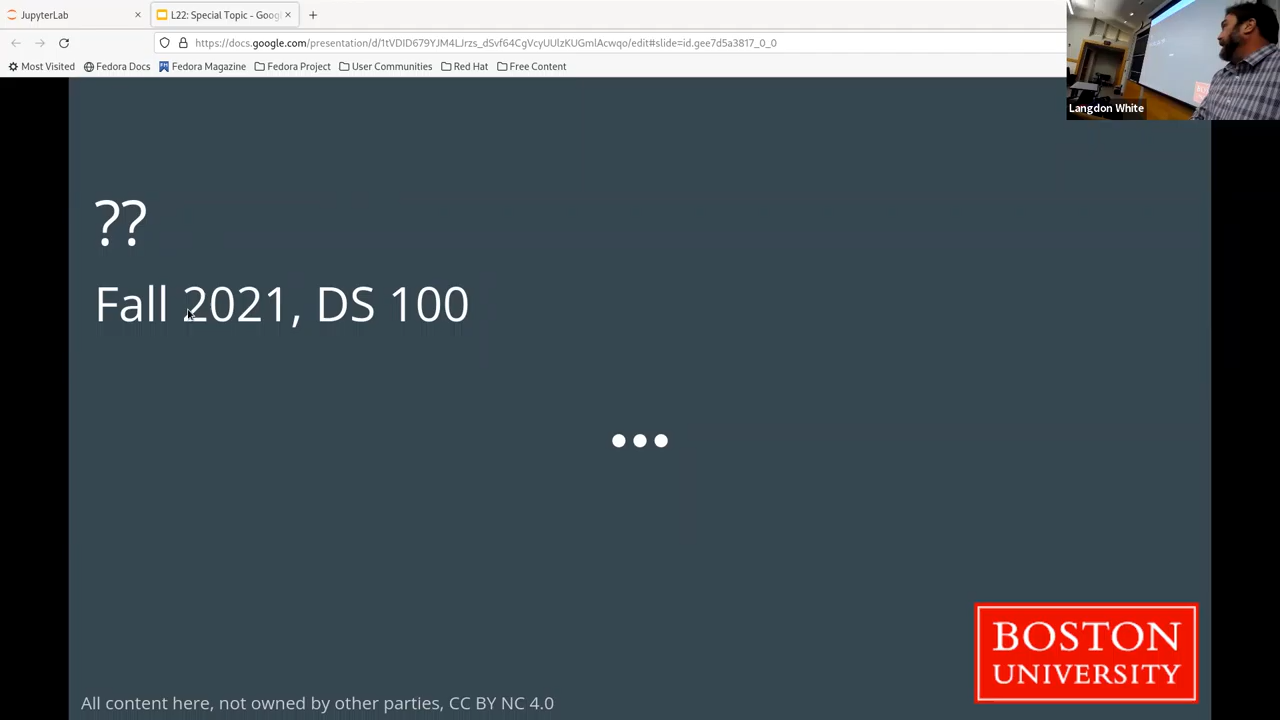 JupyterLab
L22: Special Topic - Goog
https://docs.google.com/presentation/d/1tVDID679YJM4LJrzs_dSvf64CgVcyUUlzKUGmlAcwqo/edit#slide=id.gee7d5a3817_0_0
Most Visited
Fedora Docs
Fedora Magazine
Fedora Project
User Communities
Red Hat
Free Content
Langdon White
??
Fall 2021, DS 100
BOSTON
UNIVERSITY
All content here, not owned by other parties, CC BY NC 4.0